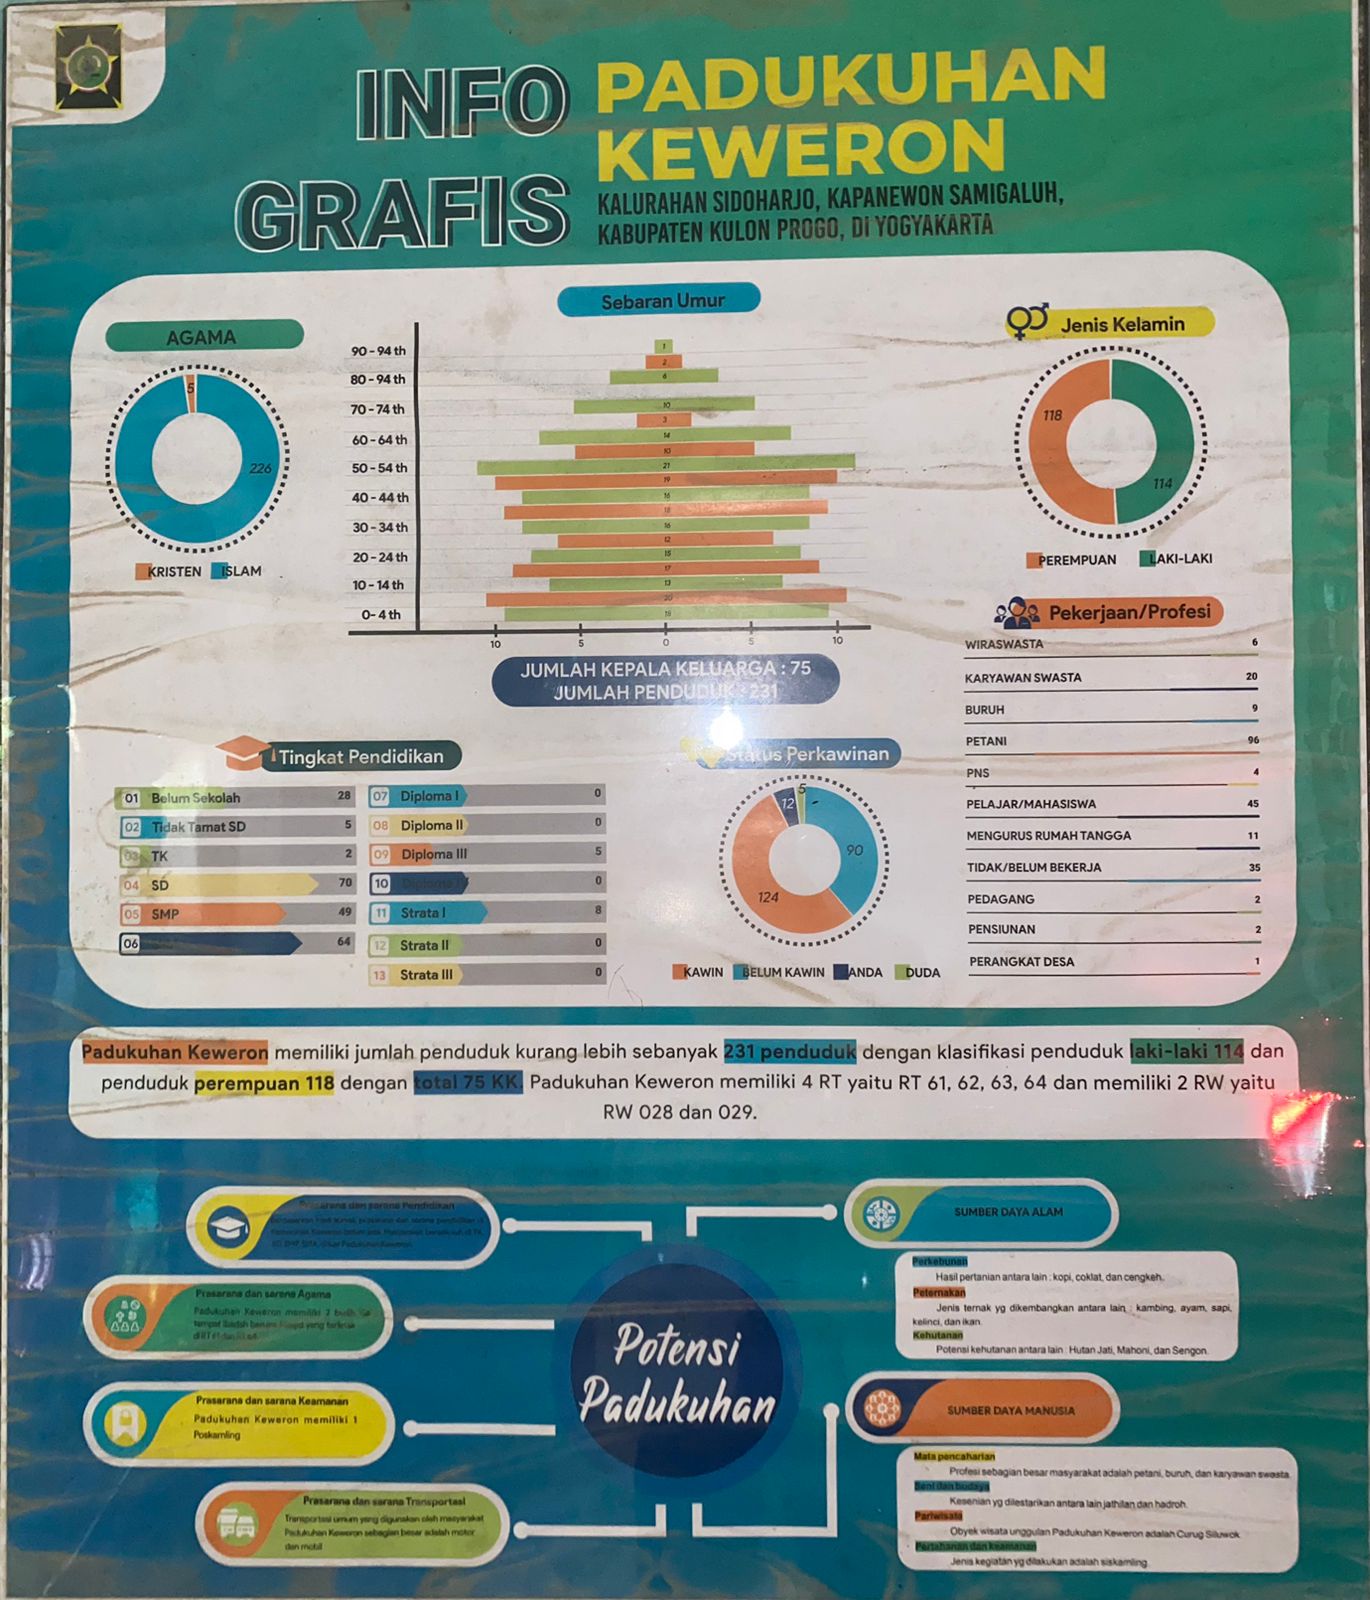 INFO
GRAFIS
PADUKUHAN
KEWERON
KALURAHAN SIDOHARJO, KAPANEWON SAMIGALUH,
KABUPATEN KULON PROGO, DI YOGYAKARTA
AGAMA
5
226
KRISTEN ISLAM
Sebaran Umur
90 - 94 th
80 - 94 th
70 - 74 th
60 - 64 th
50 - 54 th
40 - 44 th
30 - 34 th
20 - 24 th
10 - 14 th
0 - 4 th
1
2
6
10
3
14
10
21
19
16
18
16
12
15
17
13
20
18
10 5 0 5 10
JUMLAH KEPALA KELUARGA : 75
JUMLAH PENDUDUK : 231
Jenis Kelamin
118
114
PEREMPUAN LAKI-LAKI
Pekerjaan/Profesi
WIRASWASTA 6
KARYAWAN SWASTA 20
BURUH 9
PETANI 96
PNS 4
PELAJAR/MAHASISWA 45
MENGURUS RUMAH TANGGA 11
TIDAK/BELUM BEKERJA 35
PEDAGANG 2
PENSIUNAN 2
PERANGKAT DESA 1
Tingkat Pendidikan
01 Belum Sekolah 28
02 Tidak Tamat SD 5
03 TK 2
04 SD 70
05 SMP 49
06 64
07 Diploma I 0
08 Diploma II 0
09 Diploma III 5
10 Diploma 0
11 Strata I 8
12 Strata II 0
13 Strata III 0
Status Perkawinan
12
5
90
124
KAWIN BELUM KAWIN ANDA DUDA
Padukuhan Keweron memiliki jumlah penduduk kurang lebih sebanyak 231 penduduk dengan klasifikasi penduduk laki-laki 114 dan
penduduk perempuan 118 dengan total 75 KK. Padukuhan Keweron memiliki 4 RT yaitu RT 61, 62, 63, 64 dan memiliki 2 RW yaitu
RW 028 dan 029.
Potensi
Padukuhan
Prasarana dan sarana Pendidikan
Prasarana dan sarana Agama
Padukuhan Keweron memiliki 2
tempat ibadah
Prasarana dan sarana Keamanan
Padukuhan Keweron memiliki 1
Poskamling
Prasarana dan sarana Transportasi
Transportasi umum yang digunakan oleh masyarakat
Padukuhan Keweron sebagian besar adalah motor
dan mobil
SUMBER DAYA ALAM
Perkebunan
Hasil pertanian antara lain : kopi, coklat, dan cengkeh.
Peternakan
Jenis ternak yg dikembangkan antara lain : kambing, ayam, sapi,
kelinci, dan ikan.
Kehutanan
Potensi kehutanan antara lain : Hutan Jati, Mahoni, dan Sengon.
SUMBER DAYA MANUSIA
Mata pencaharian
Profesi sebagian besar masyarakat adalah petani, buruh, dan karyawan swasta.
Seni dan budaya
Kesenian yg dilestarikan antara lain jathilan dan hadroh.
Pariwisata
Obyek wisata unggulan Padukuhan Keweron adalah Curug Siluwok.
Pertahanan dan keamanan
Jenis kegiatan yg dilakukan adalah siskamling.